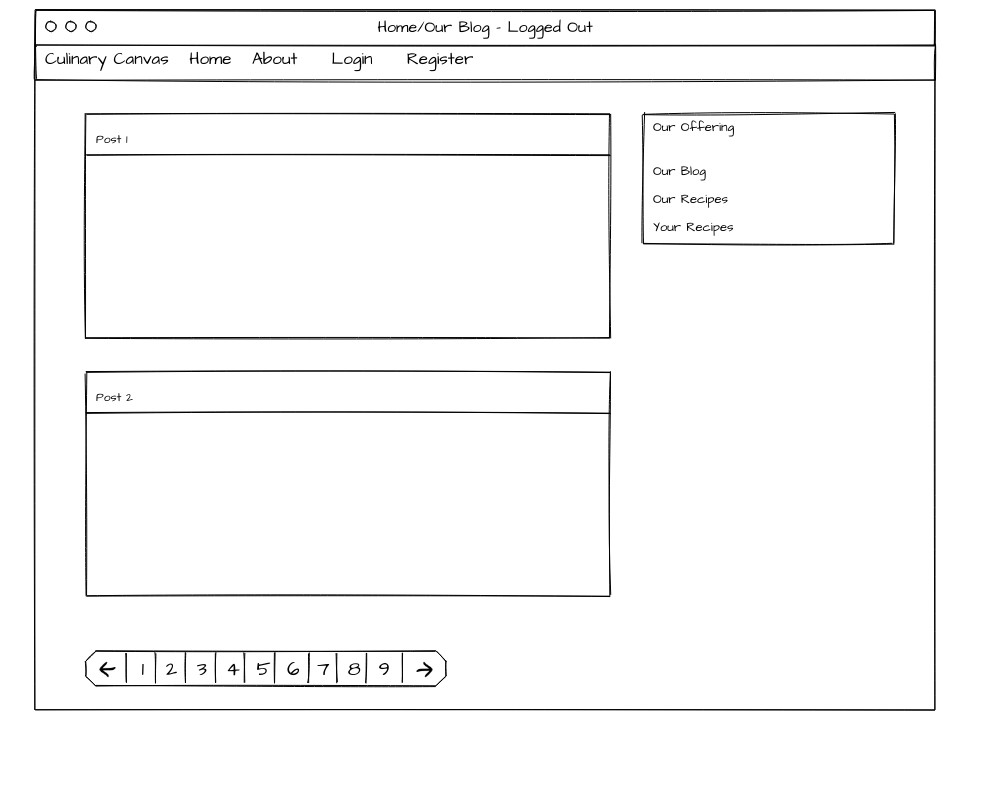 Home/Our Blog - Logged Out
Culinary Canvas Home About Login Register
Post 1
Our Offering
Our Blog
Our Recipes
Your Recipes
Post 2
1 2 3 4 5 6 7 8 9